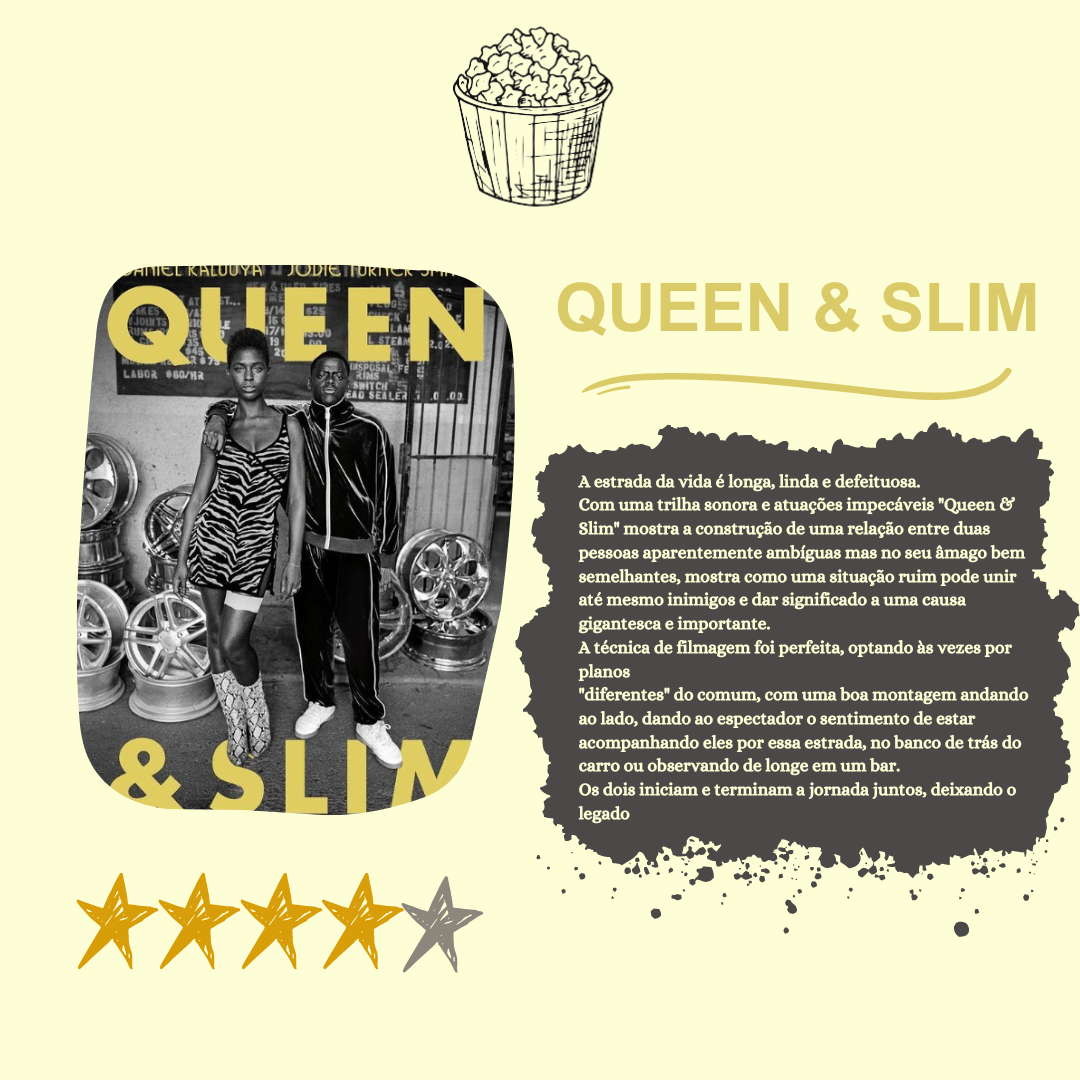 DANIEL KALUUYA JODIE TURNER SMITH
QUEEN
LABOR $60/HR
& SLIM
QUEEN & SLIM
A estrada da vida é longa, linda e defeituosa.
Com uma trilha sonora e atuações impecáveis "Queen &
Slim" mostra a construção de uma relação entre duas
pessoas aparentemente ambíguas mas no seu âmago bem
semelhantes, mostra como uma situação ruim pode unir
até mesmo inimigos e dar significado a uma causa
gigantesca e importante.
A técnica de filmagem foi perfeita, optando às vezes por
planos
"diferentes" do comum, com uma boa montagem andando
ao lado, dando ao espectador o sentimento de estar
acompanhando eles por essa estrada, no banco de trás do
carro ou observando de longe em um bar.
Os dois iniciam e terminam a jornada juntos, deixando o
legado